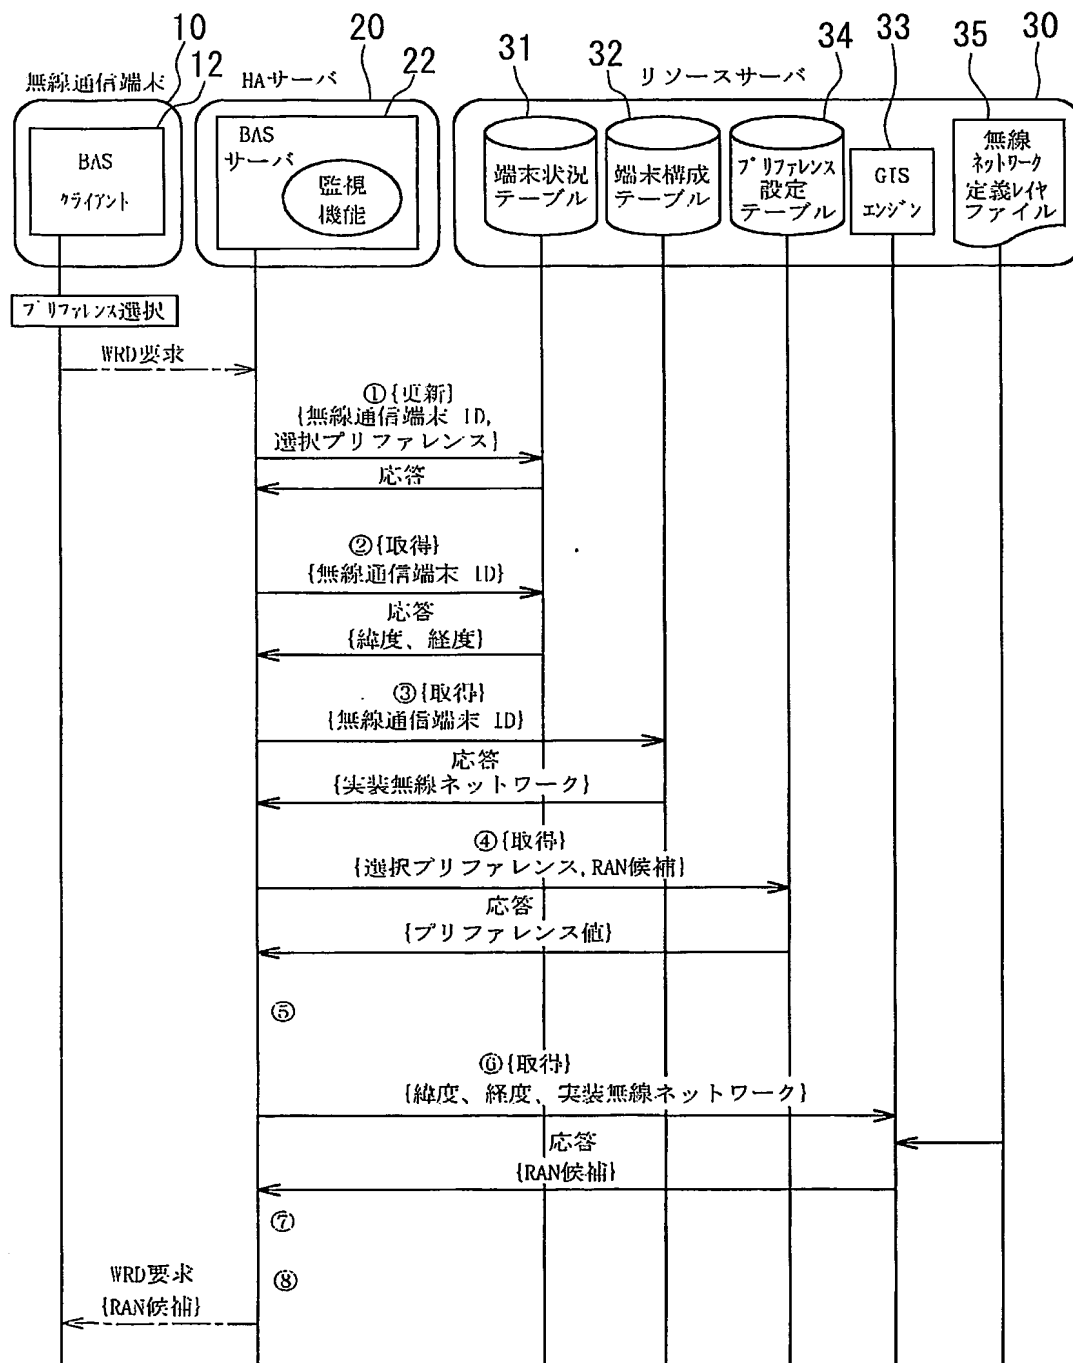 10
12
20
22
31
32
34
33
35
30
無線通信端末
HAサーバ
リソースサーバ
BAS
クライアント
BAS
サーバ
監視
機能
端末状況
テーブル
端末構成
テーブル
プリファレンス
設定
テーブル
GIS
エンジン
無線
ネットワーク
定義レイヤ
ファイル
プリファレンス選択
WRD要求
①{更新}
{無線通信端末 ID,
選択プリファレンス}
応答
②{取得}
{無線通信端末 ID}
応答
{緯度、経度}
③{取得}
{無線通信端末 ID}
応答
{実装無線ネットワーク}
④{取得}
{選択プリファレンス,RAN候補}
応答
{プリファレンス値}
⑤
⑥{取得}
{緯度、経度、実装無線ネットワーク}
応答
{RAN候補}
⑦
⑧
WRD要求
{RAN候補}